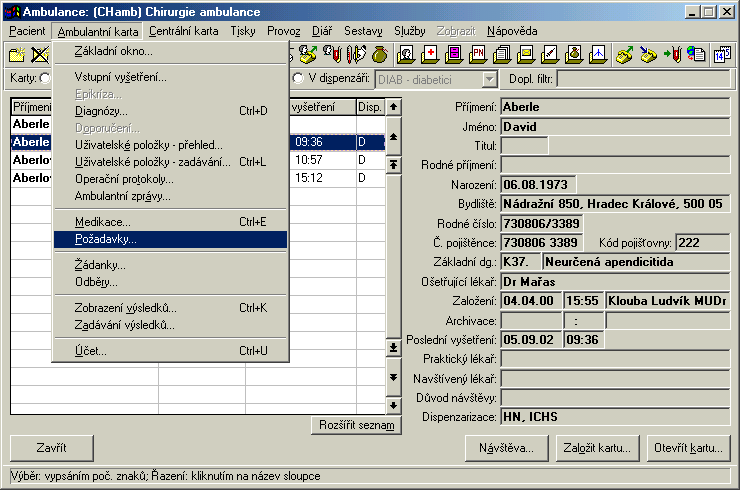 Ambulance: (CHamb) Chirurgie ambulance
Pacient Ambulantní karta Centrální karta Tisky Provoz Diář Sestavy Služby Zobrazit Nápověda
Základní okno...
Vstupní vyšetření...
Epikríza...
Diagnózy... Ctrl+D
Doporučení...
Uživatelské položky - přehled...
Uživatelské položky - zadávání... Ctrl+L
Operační protokoly...
Ambulantní zprávy...
Medikace... Ctrl+E
Požadavky...
Žádanky...
Odběry...
Zobrazení výsledků... Ctrl+K
Zadávání výsledků...
Účet... Ctrl+U
Karty: V dispenzáři: DIAB - diabetici Dopl. filtr:
Příjmení vyšetření Disp.
Aberle
Aberle 09:36 D
Aberlov 10:57 D
Aberlov 15:12 D
Rozšířit seznam
Příjmení: Aberle
Jméno: David
Titul:
Rodné příjmení:
Narození: 06.08.1973
Bydliště: Nádražní 850, Hradec Králové, 500 05
Rodné číslo: 730806/3389
Č. pojištěnce: 730806 3389 Kód pojišťovny: 222
Základní dg.: K37. Neurčená apendicitida
Ošetřující lékař: Dr Mařas
Založení: 04.04.00 15:55 Klouba Ludvík MUDr
Archivace: :
Poslední vyšetření: 05.09.02 09:36
Praktický lékař:
Navštívený lékař:
Důvod návštěvy:
Dispenzarizace: HN, ICHS
Zavřít Návštěva... Založit kartu... Otevřít kartu...
Výběr: vypsáním poč. znaků; Řazení: kliknutím na název sloupce